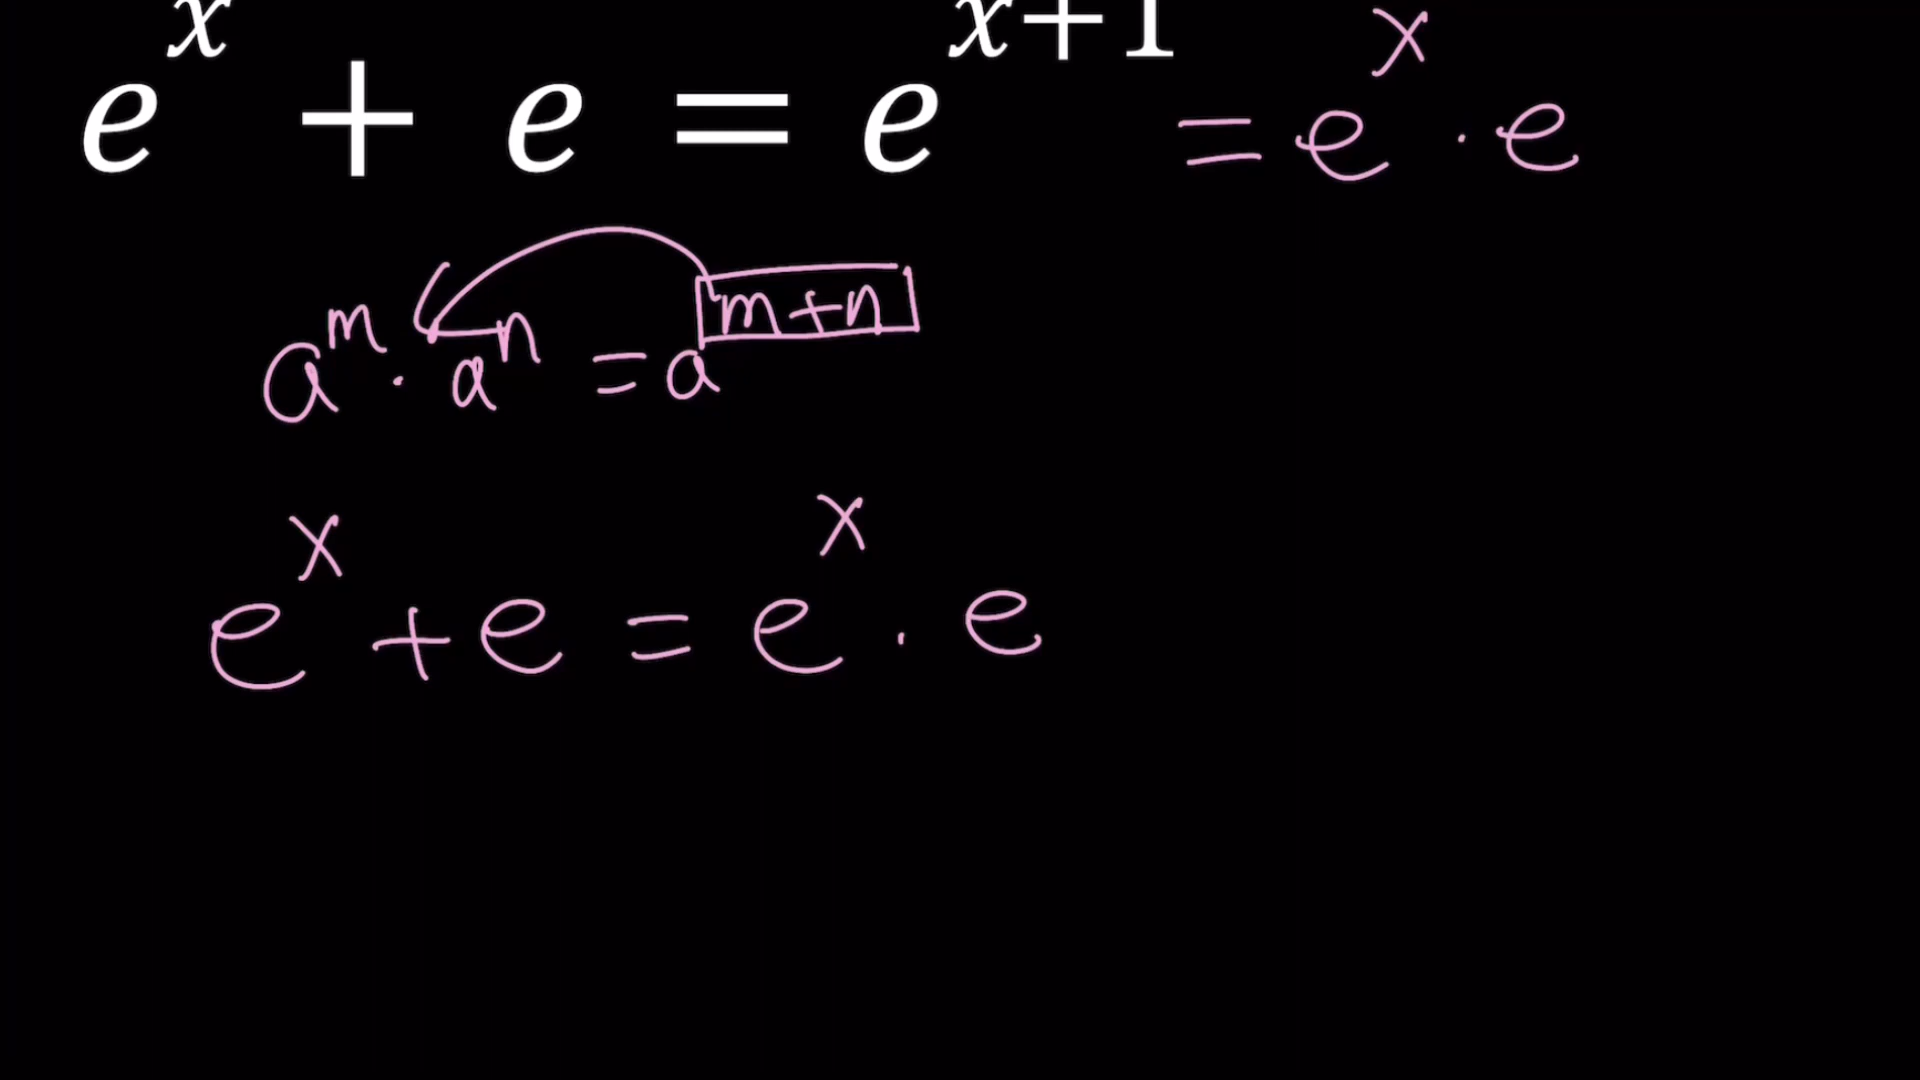 e^x + e = e^{x+1} = e^x · e
a^m · a^n = a^{m+n}
e^x + e = e^x · e